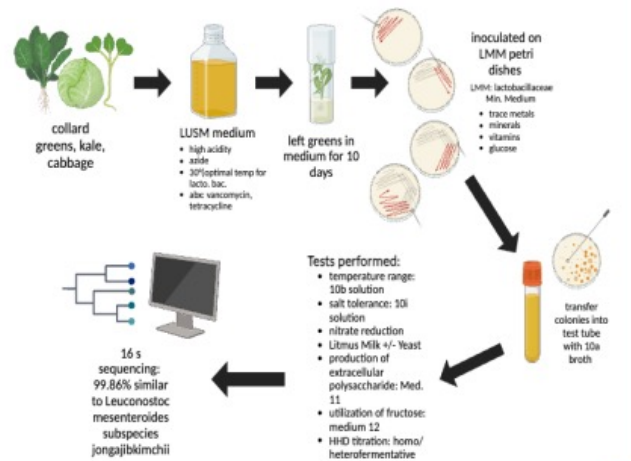 collard
greens, kale,
cabbage
LUSM medium
• high acidity
• azide
• 30°(optimal temp for
lacto. bac.
• abx: vancomycin,
tetracycline
left greens in
medium for 10
days
inoculated on
LMM petri
dishes
LMM: lactobacillaceae
Min. Medium
• trace metals
• minerals
• vitamins
• glucose
transfer
colonies into
test tube
with 10a
broth
Tests performed:
• temperature range:
10b solution
• salt tolerance: 10i
solution
• nitrate reduction
• Litmus Milk +/- Yeast
• production of
extracellular
polysaccharide: Med.
11
• utilization of fructose:
medium 12
• HHD titration: homo/
heterofermentative
16 s
sequencing:
99.86% similar
to Leuconostoc
mesenteroides
subspecies
jongajibkimchii